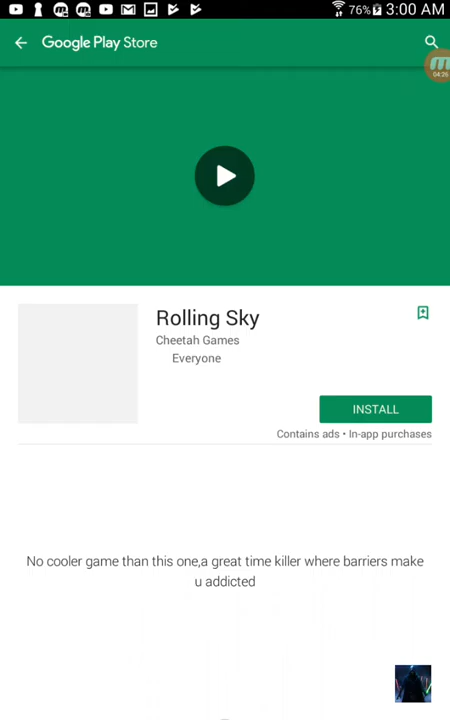 76% 3:00 AM
Google Play Store
04:26
Rolling Sky
Cheetah Games
Everyone
INSTALL
Contains ads • In-app purchases
No cooler game than this one,a great time killer where barriers make
u addicted